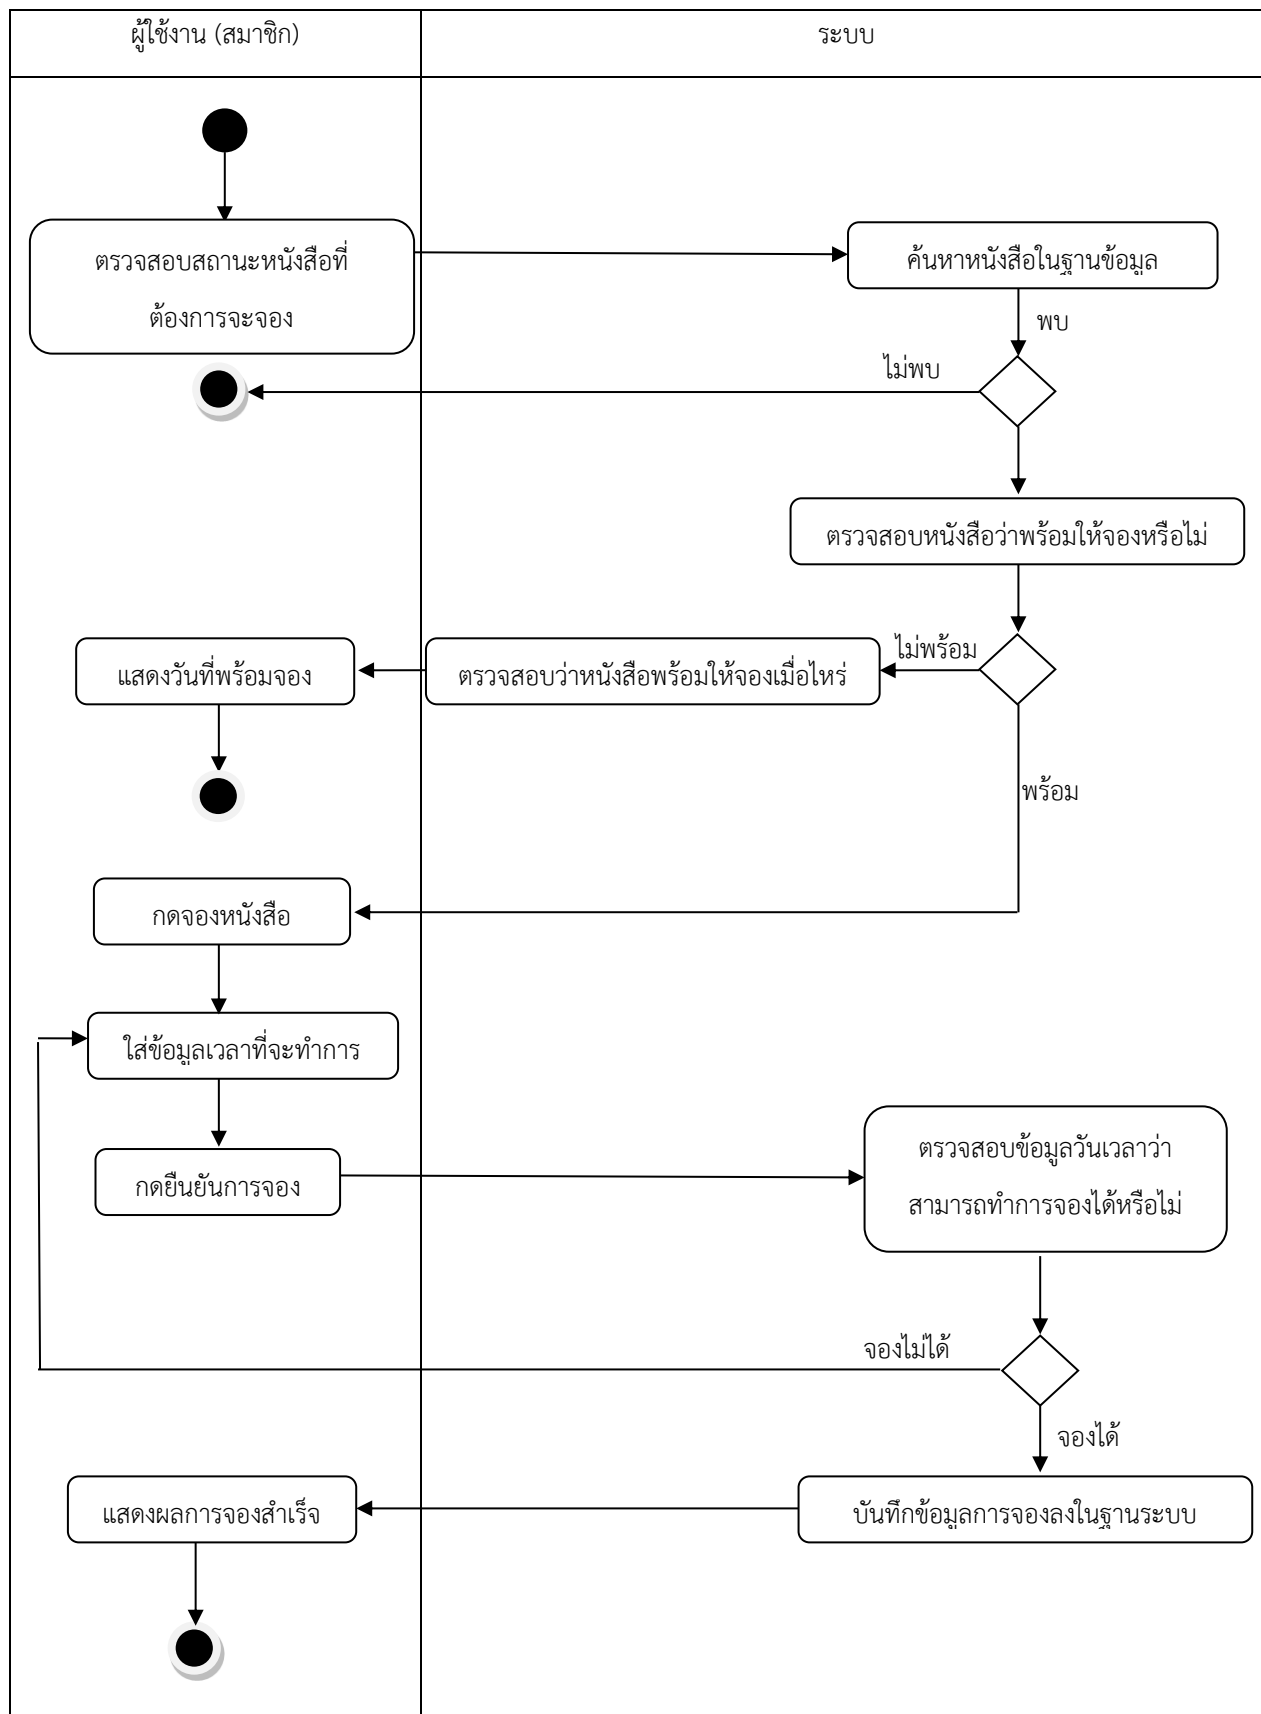 ผู้ใช้งาน (สมาชิก)
ระบบ
ตรวจสอบสถานะหนังสือที่
ต้องการจะจอง
ค้นหาหนังสือในฐานข้อมูล
พบ
ไม่พบ
ตรวจสอบหนังสือว่าพร้อมให้จองหรือไม่
แสดงวันที่พร้อมจอง
ตรวจสอบว่าหนังสือพร้อมให้จองเมื่อไหร่
ไม่พร้อม
พร้อม
กดจองหนังสือ
ใส่ข้อมูลเวลาที่จะทำการ
กดยืนยันการจอง
ตรวจสอบข้อมูลวันเวลาว่า
สามารถทำการจองได้หรือไม่
จองไม่ได้
จองได้
แสดงผลการจองสำเร็จ
บันทึกข้อมูลการจองลงในฐานระบบ